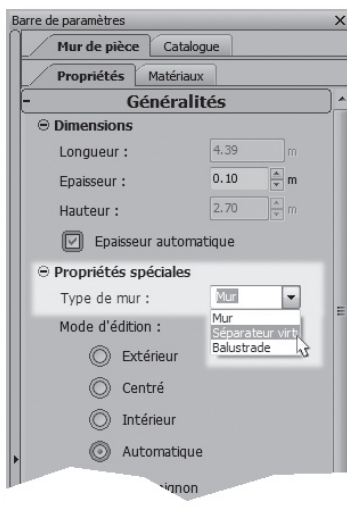 Barre de paramètres X
Mur de pièce Catalogue
Propriétés Matériaux
- Généralités
Dimensions
Longueur : 4.39 m
Epaisseur : 0.10 m
Hauteur : 2.70 m
Epaisseur automatique
Propriétés spéciales
Type de mur : Mur
Mur
Séparateur virt
Balustrade
Mode d'édition :
Extérieur
Centré
Intérieur
Automatique
ignon